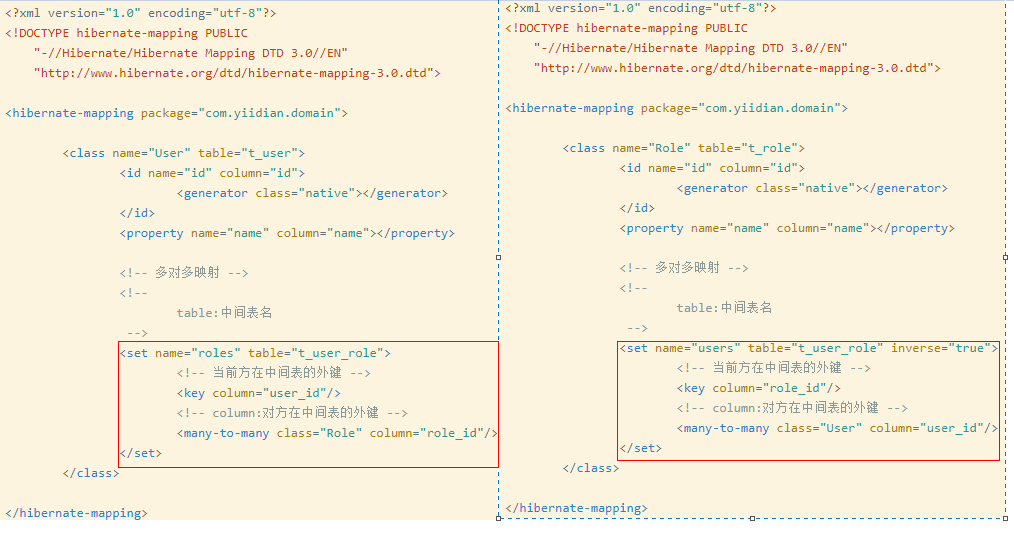 <?xml version="1.0" encoding="utf-8"?>
<!DOCTYPE hibernate-mapping PUBLIC
"-//Hibernate/Hibernate Mapping DTD 3.0//EN"
"http://www.hibernate.org/dtd/hibernate-mapping-3.0.dtd">
<hibernate-mapping package="com.yiidian.domain">
<class name="User" table="t_user">
<id name="id" column="id">
<generator class="native"></generator>
</id>
<property name="name" column="name"></property>
<!-- 多对多映射 -->
<!--
table:中间表名
-->
<set name="roles" table="t_user_role">
<!-- 当前方在中间表的外键 -->
<key column="user_id"/>
<!-- column:对方在中间表的外键 -->
<many-to-many class="Role" column="role_id"/>
</set>
</class>
</hibernate-mapping>
<?xml version="1.0" encoding="utf-8"?>
<!DOCTYPE hibernate-mapping PUBLIC
"-//Hibernate/Hibernate Mapping DTD 3.0//EN"
"http://www.hibernate.org/dtd/hibernate-mapping-3.0.dtd">
<hibernate-mapping package="com.yiidian.domain">
<class name="Role" table="t_role">
<id name="id" column="id">
<generator class="native"></generator>
</id>
<property name="name" column="name"></property>
<!-- 多对多映射 -->
<!--
table:中间表名
-->
<set name="users" table="t_user_role" inverse="true">
<!-- 当前方在中间表的外键 -->
<key column="role_id"/>
<!-- column:对方在中间表的外键 -->
<many-to-many class="User" column="user_id"/>
</set>
</class>
</hibernate-mapping>